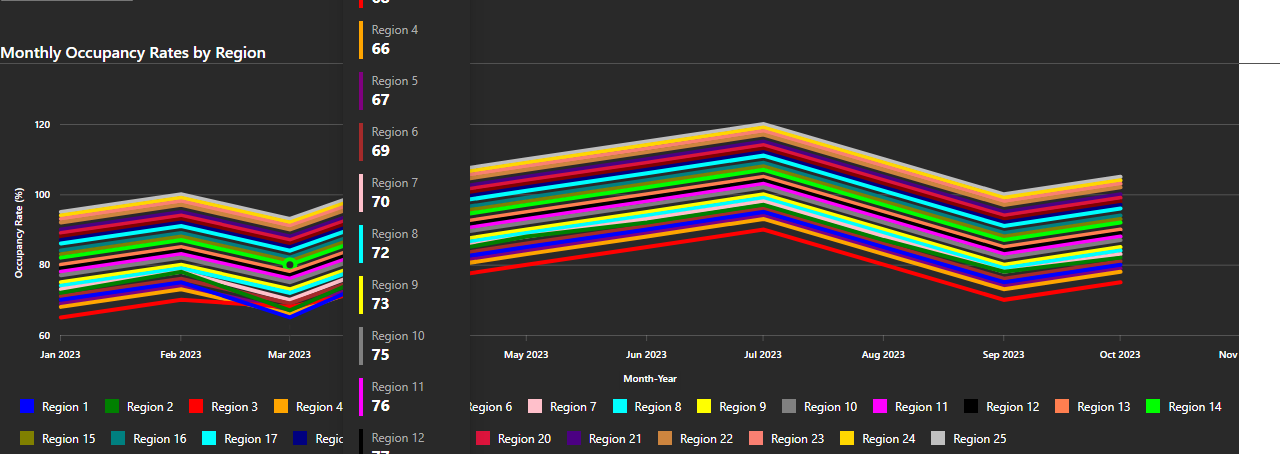 68
Region 4
66
Monthly Occupancy Rates by Region
Region 5
67
Region 6
69
Region 7
70
Region 8
72
Region 9
73
Region 10
75
Region 11
76
Region 12
77
Occupancy Rate (%)
120
100
80
60
Jan 2023 Feb 2023 Mar 2023 May 2023 Jun 2023 Jul 2023 Aug 2023 Sep 2023 Oct 2023 Nov
Month-Year
Region 1 Region 2 Region 3 Region 4 Region 6 Region 7 Region 8 Region 9 Region 10 Region 11 Region 12 Region 13 Region 14
Region 15 Region 16 Region 17 Regio Region 20 Region 21 Region 22 Region 23 Region 24 Region 25